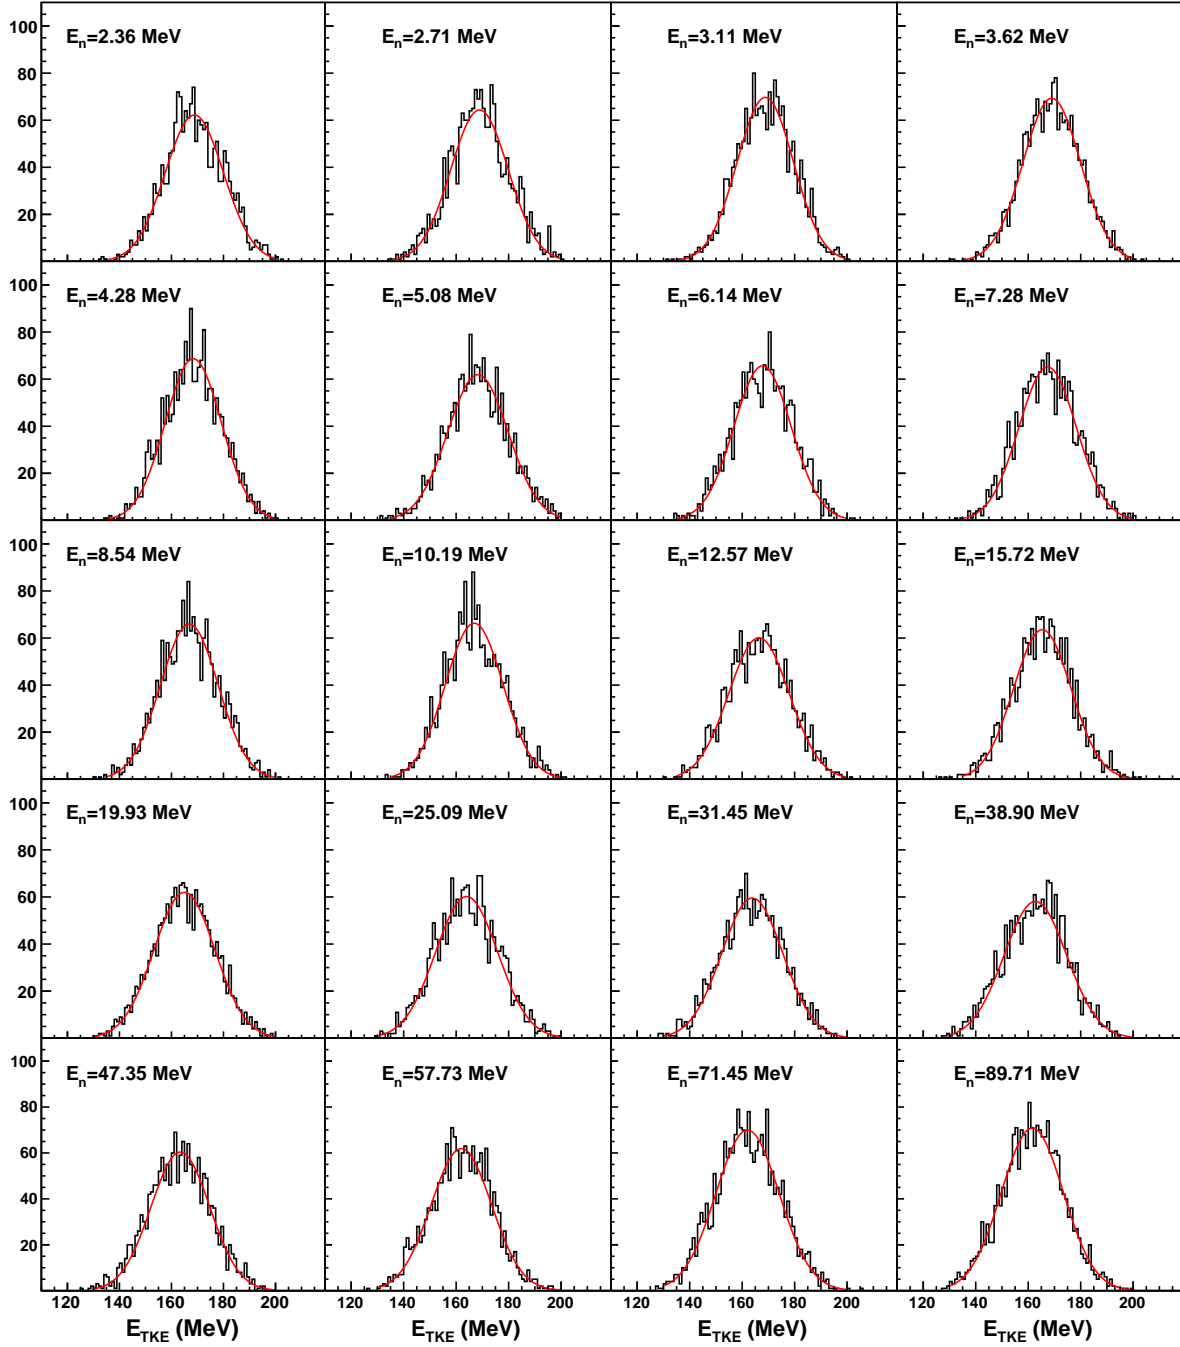 100 E_n=2.36 MeV E_n=2.71 MeV E_n=3.11 MeV E_n=3.62 MeV
80
60
40
20
100 E_n=4.28 MeV E_n=5.08 MeV E_n=6.14 MeV E_n=7.28 MeV
80
60
40
20
100 E_n=8.54 MeV E_n=10.19 MeV E_n=12.57 MeV E_n=15.72 MeV
80
60
40
20
100 E_n=19.93 MeV E_n=25.09 MeV E_n=31.45 MeV E_n=38.90 MeV
80
60
40
20
100 E_n=47.35 MeV E_n=57.73 MeV E_n=71.45 MeV E_n=89.71 MeV
80
60
40
20
120 140 160 180 200 120 140 160 180 200 120 140 160 180 200 120 140 160 180 200
E_TKE (MeV) E_TKE (MeV) E_TKE (MeV) E_TKE (MeV)